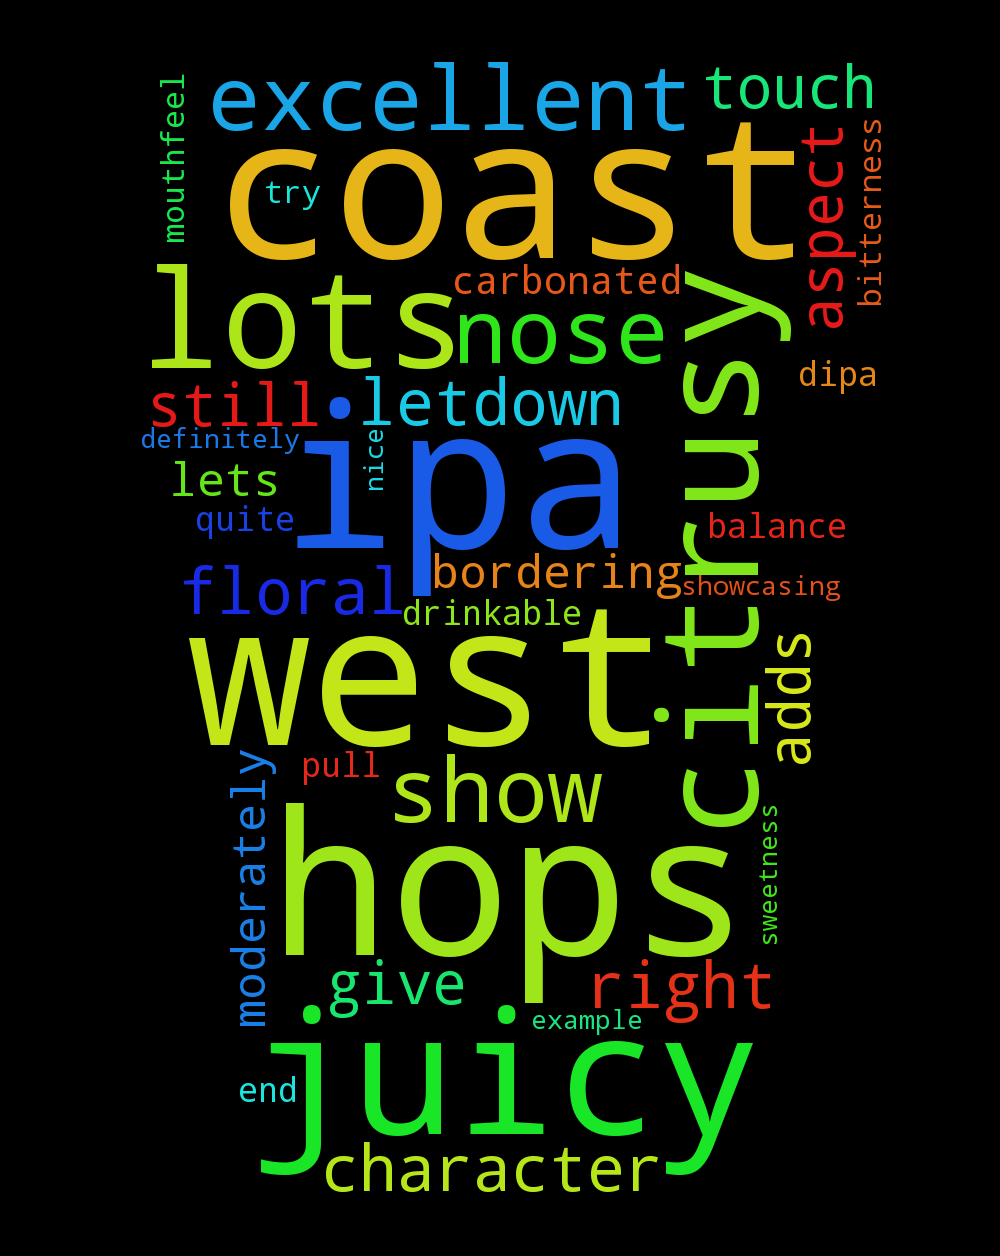 excellent
touch
mouthfeel
coast
try
aspect
bitterness
lots
carbonated
citrusy
nose
dipa
still
letdown
definitely
ipa
nice
lets
quite
balance
bordering
showcasing
floral
drinkable
west
adds
pull
show
moderately
hops
sweetness
give
right
example
juicy
end
character